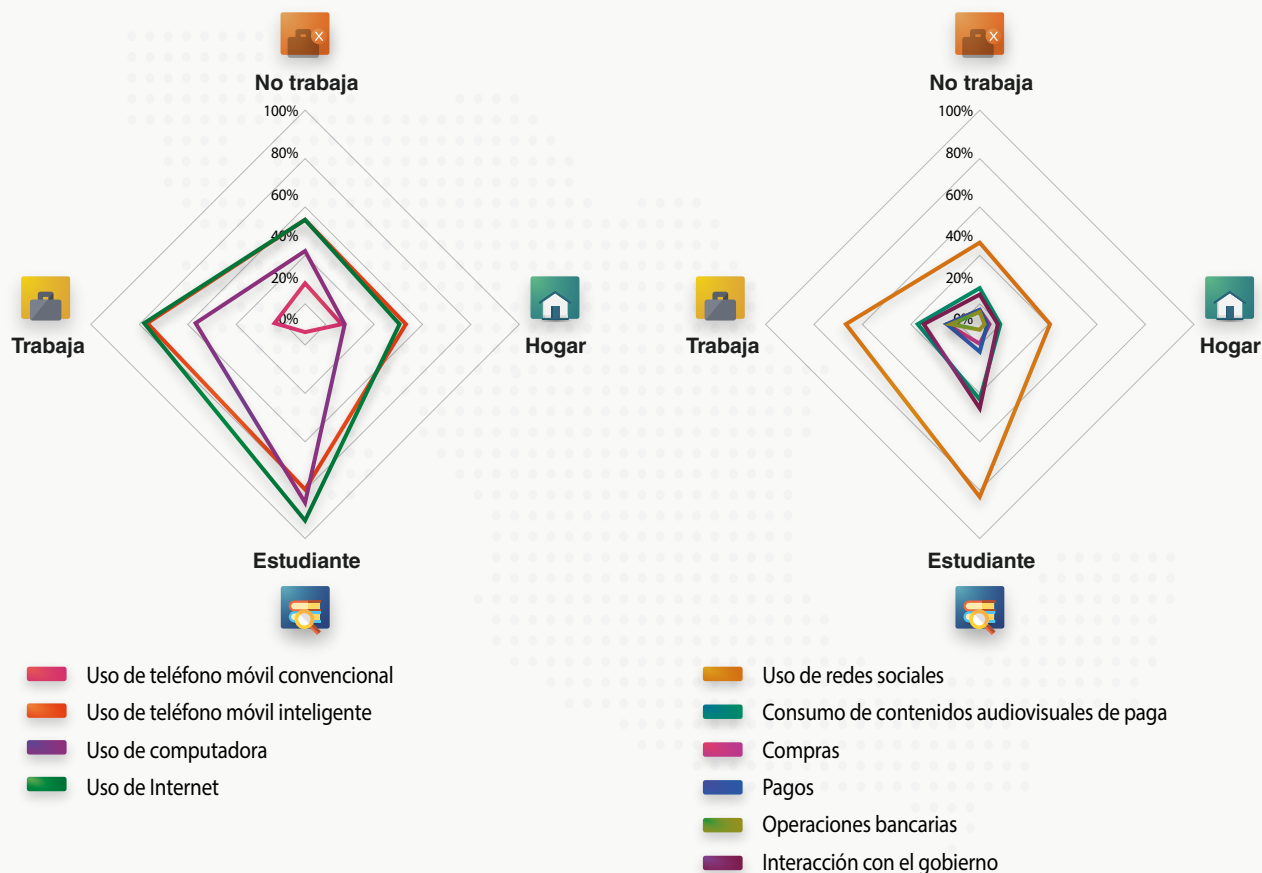 No trabaja
100%
80%
60%
40%
20%
0%
Trabaja
Hogar
Estudiante
Uso de teléfono móvil convencional
Uso de teléfono móvil inteligente
Uso de computadora
Uso de Internet
No trabaja
100%
80%
60%
40%
20%
0%
Trabaja
Hogar
Estudiante
Uso de redes sociales
Consumo de contenidos audiovisuales de paga
Compras
Pagos
Operaciones bancarias
Interacción con el gobierno